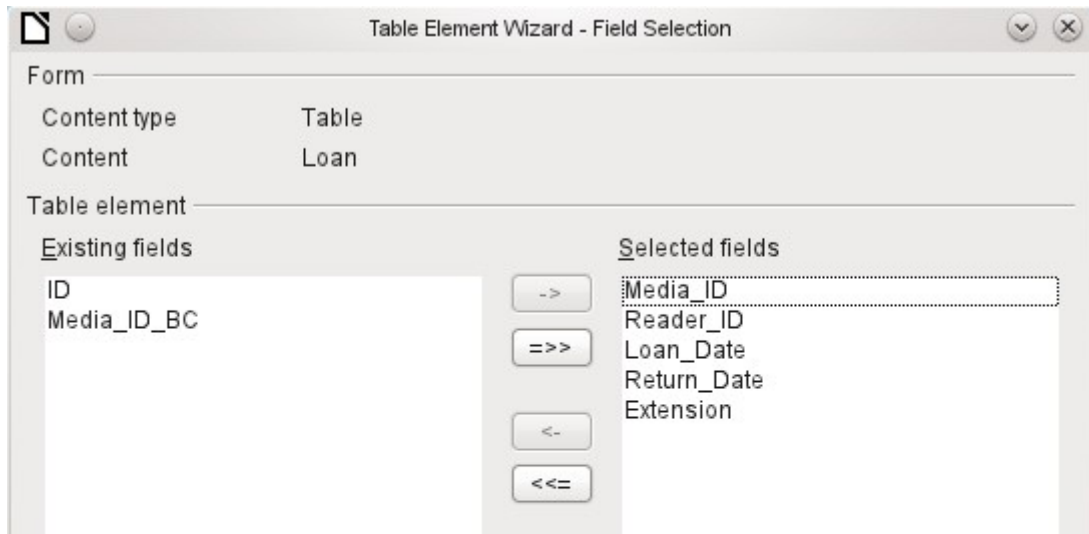 Table Element Wizard - Field Selection
Form
Content type Table
Content Loan
Table element
Existing fields
Selected fields
ID
Media_ID_BC
->
=>>
<-
<<=
Media_ID
Reader_ID
Loan_Date
Return_Date
Extension